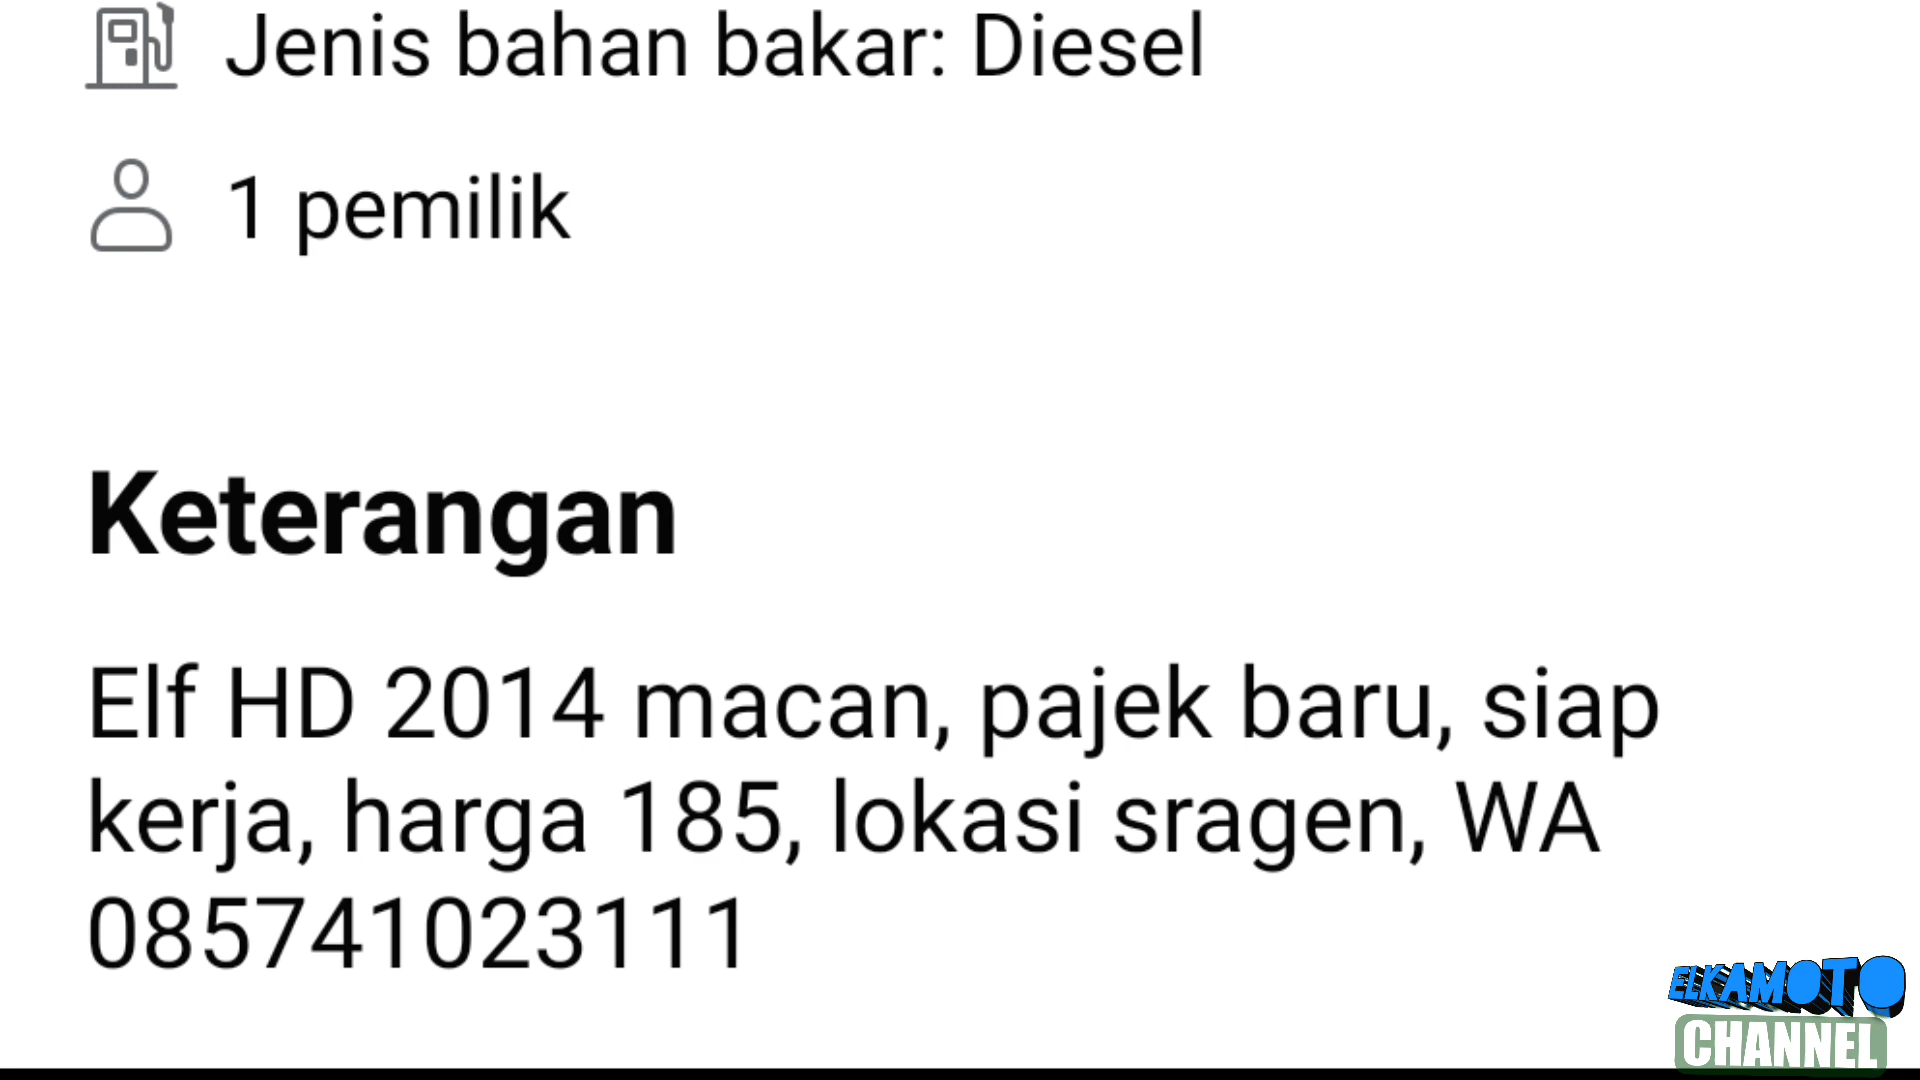 Jenis bahan bakar: Diesel
1 pemilik
Keterangan
Elf HD 2014 macan, pajek baru, siap
kerja, harga 185, lokasi sragen, WA
085741023111
ELKAMOTO
CHANNEL